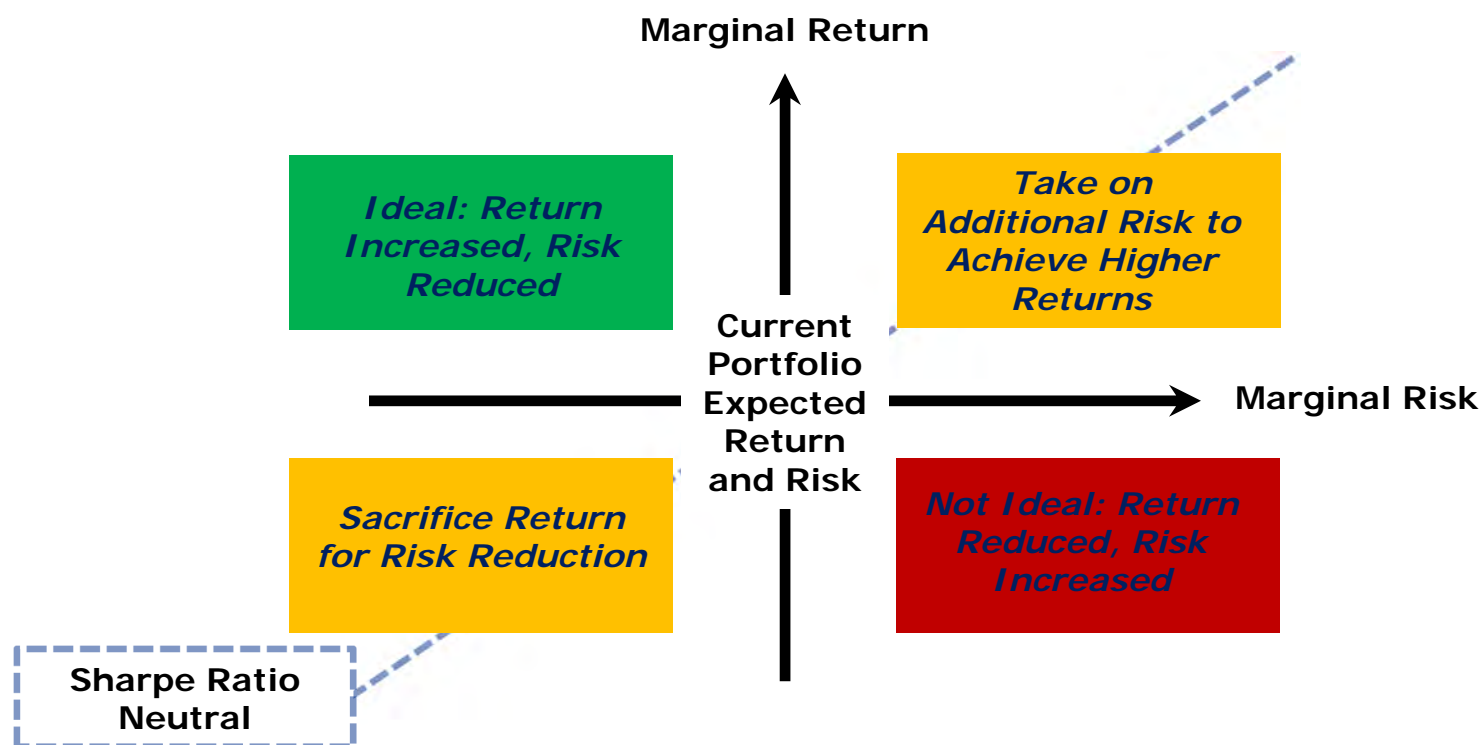 Marginal Return
Ideal: Return
Increased, Risk
Reduced
Take on
Additional Risk to
Achieve Higher
Returns
Current
Portfolio
Expected
Return
and Risk
Marginal Risk
Sacrifice Return
for Risk Reduction
Not Ideal: Return
Reduced, Risk
Increased
Sharpe Ratio
Neutral